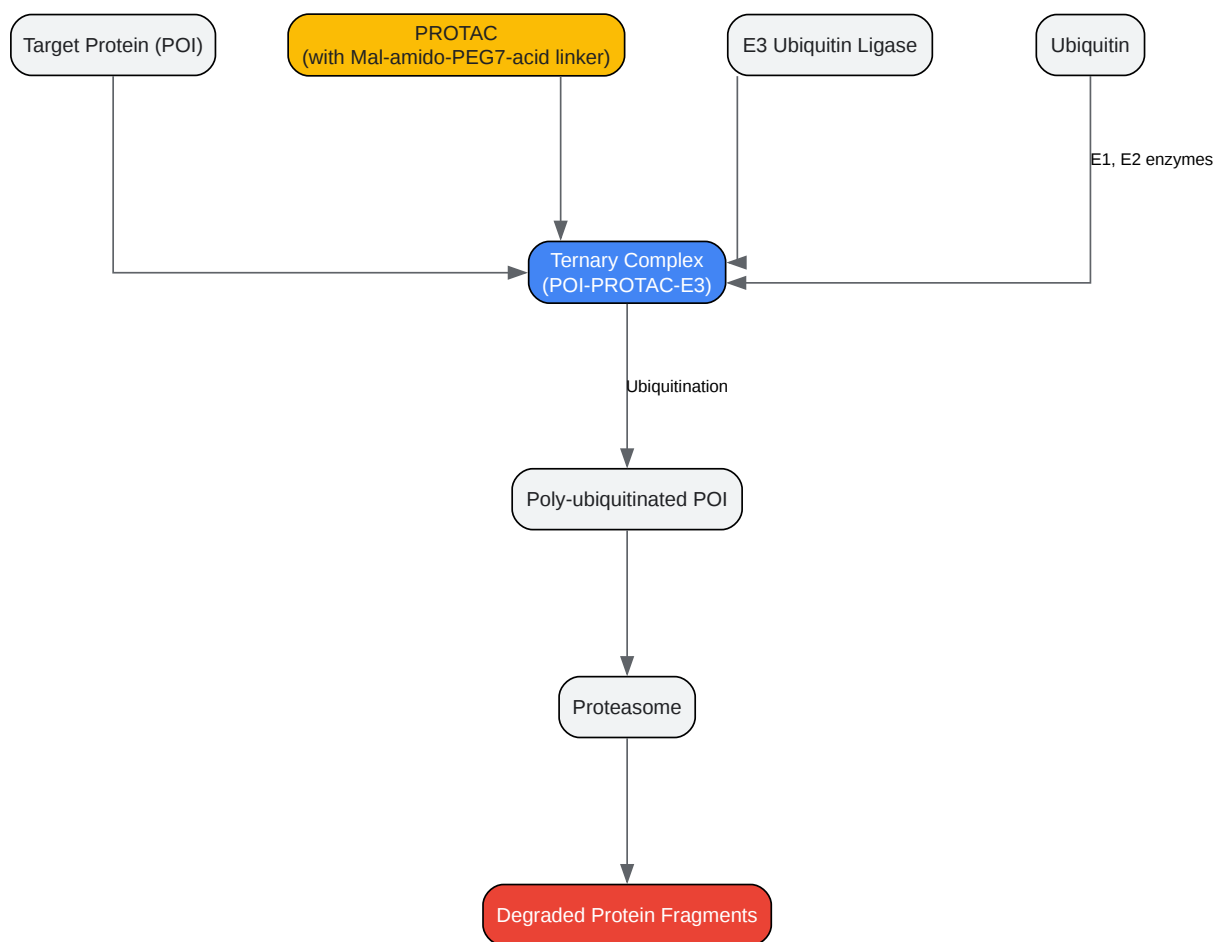 Target Protein (POI)
PROTAC
(with Mal-amido-PEG7-acid linker)
E3 Ubiquitin Ligase
Ubiquitin
E1, E2 enzymes
Ternary Complex
(POI-PROTAC-E3)
Ubiquitination
Poly-ubiquitinated POI
Proteasome
Degraded Protein Fragments